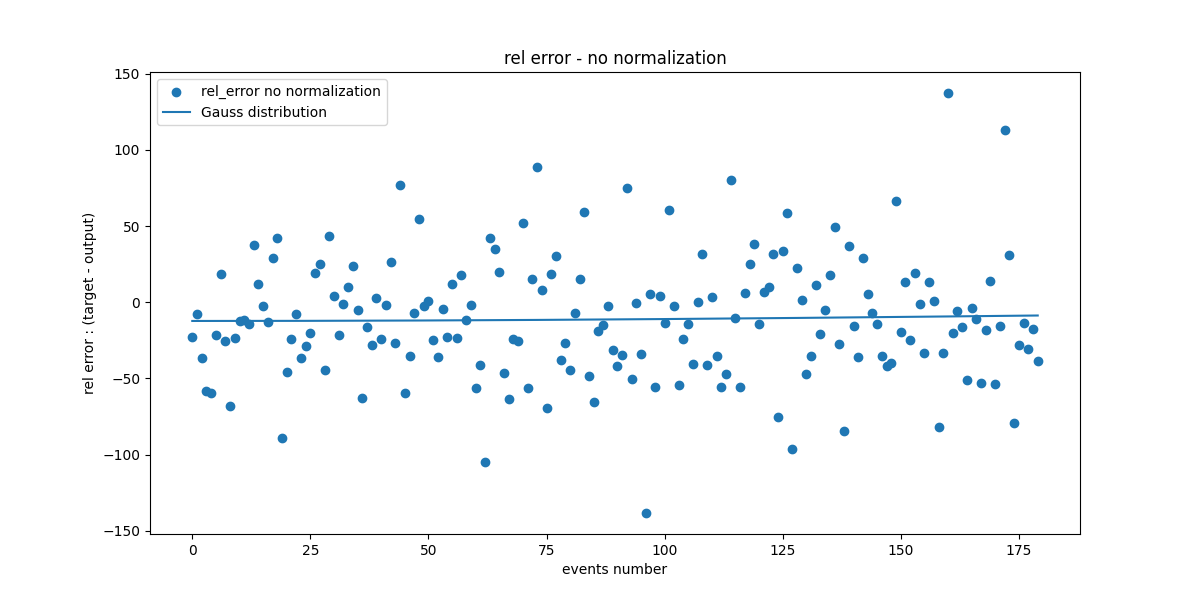 rel error - no normalization
rel_error no normalization
Gauss distribution
rel error : (target - output)
150
100
50
0
−50
−100
−150
0 25 50 75 100 125 150 175
events number